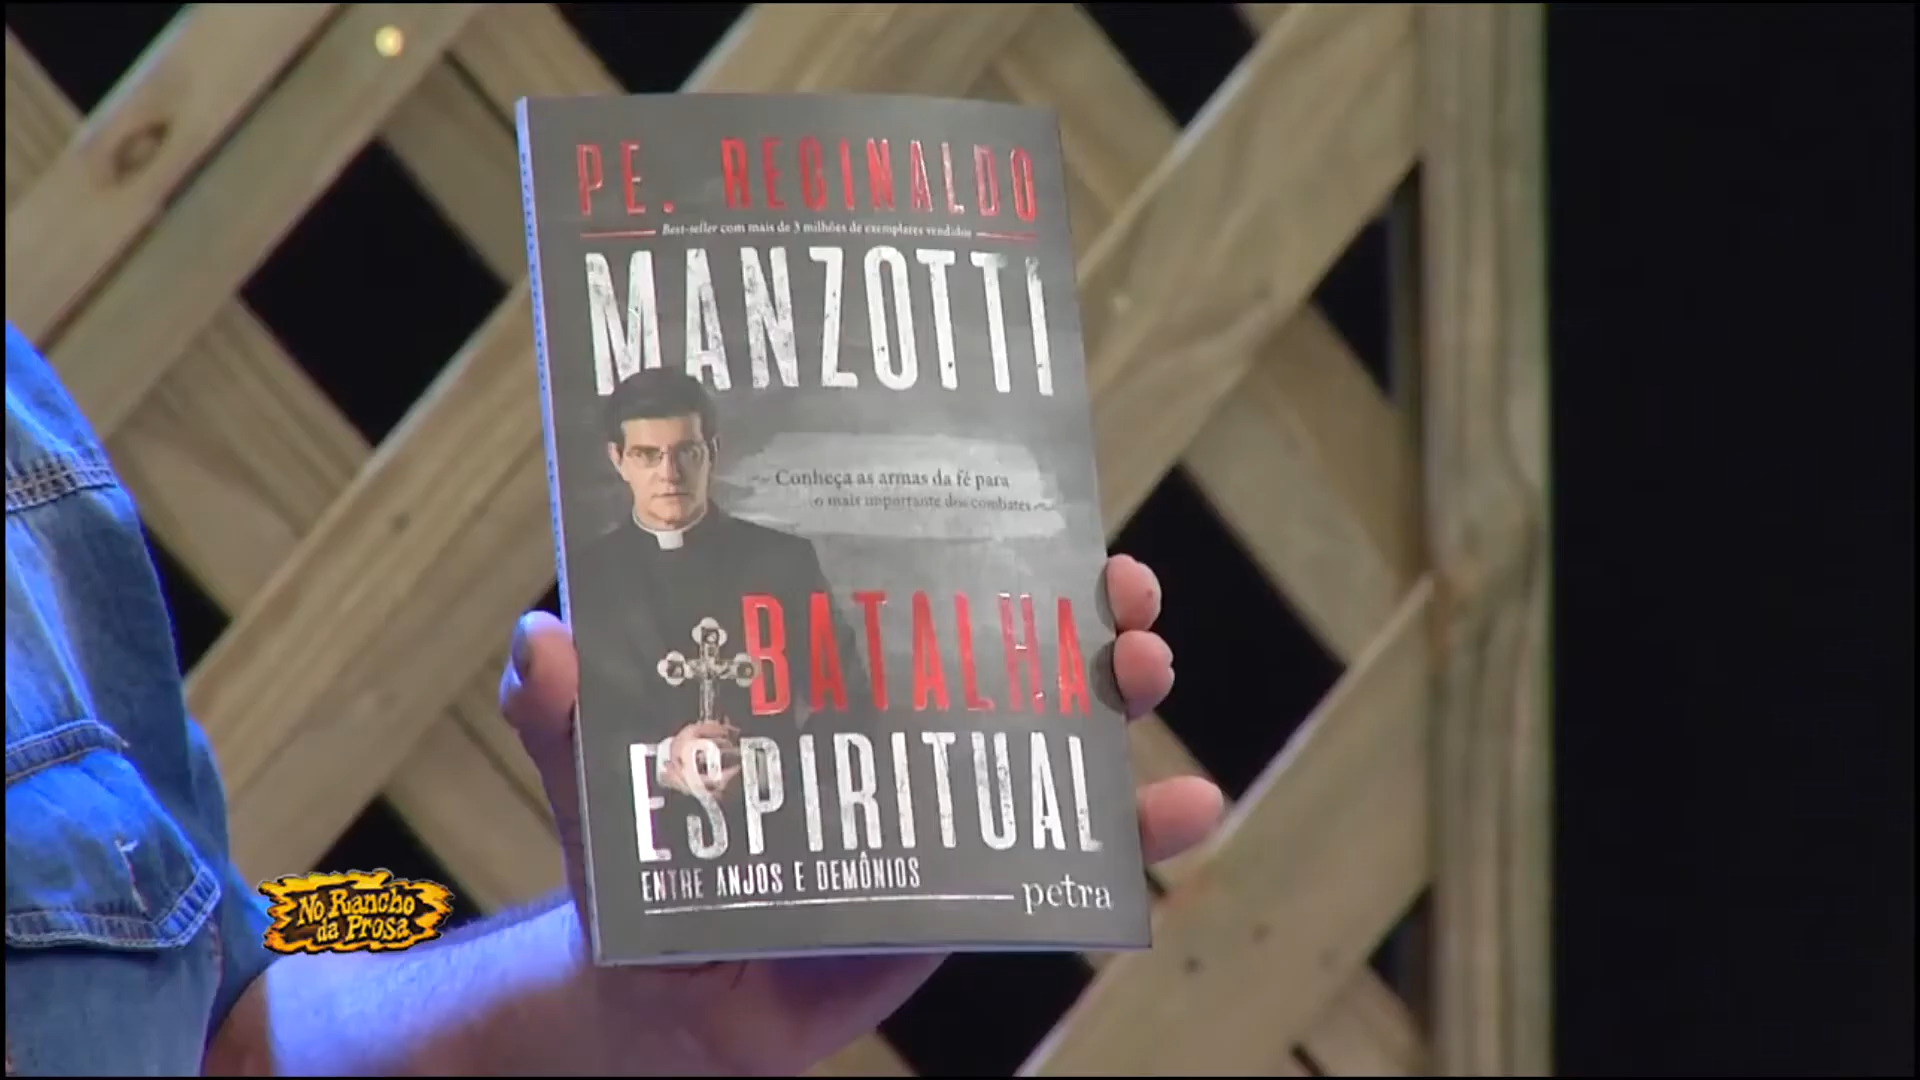 PE. REGINALDO
Best-seller com mais de 3 milhões de exemplares vendidos
MANZOTTI
Conheça as armas da fé para
o mais importante dos combates
BATALHA
ESPIRITUAL
ENTRE ANJOS E DEMÔNIOS
petra
No Rancho
da Prosa